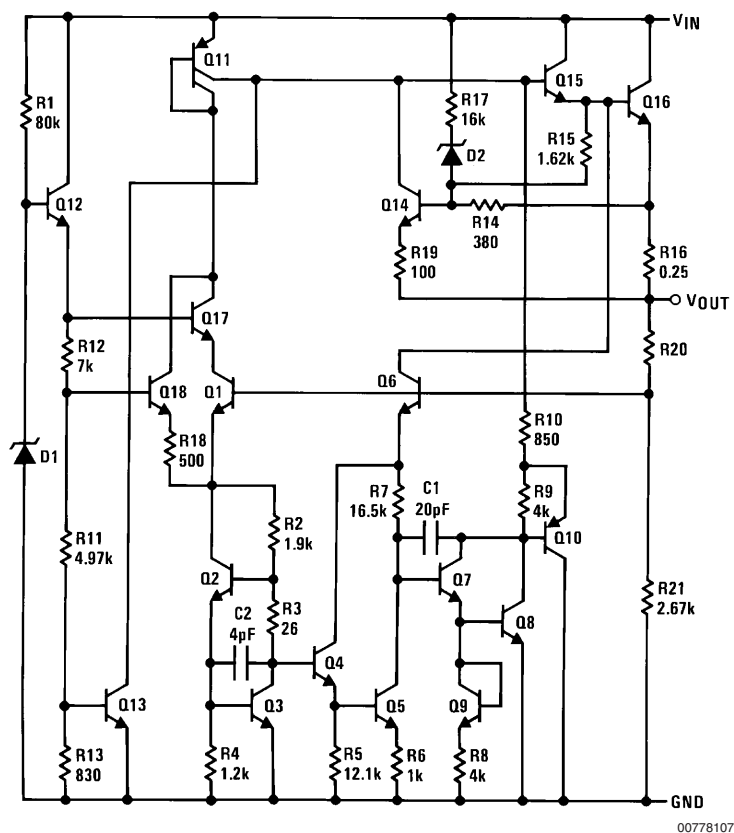 VIN
Q11
Q15
Q16
R1
80k
R17
16k
R15
1.62k
D2
Q12
Q14
R14
380
R16
0.25
R19
100
VOUT
Q17
R12
7k
R20
Q18
Q1
Q6
R10
850
R18
500
D1
R7
16.5k
C1
20pF
R9
4k
Q10
R2
1.9k
R11
4.97k
Q2
Q7
R21
2.67k
R3
26
C2
4pF
Q8
Q4
Q13
Q3
Q5
Q9
R13
830
R4
1.2k
R5
12.1k
R6
1k
R8
4k
GND
00778107